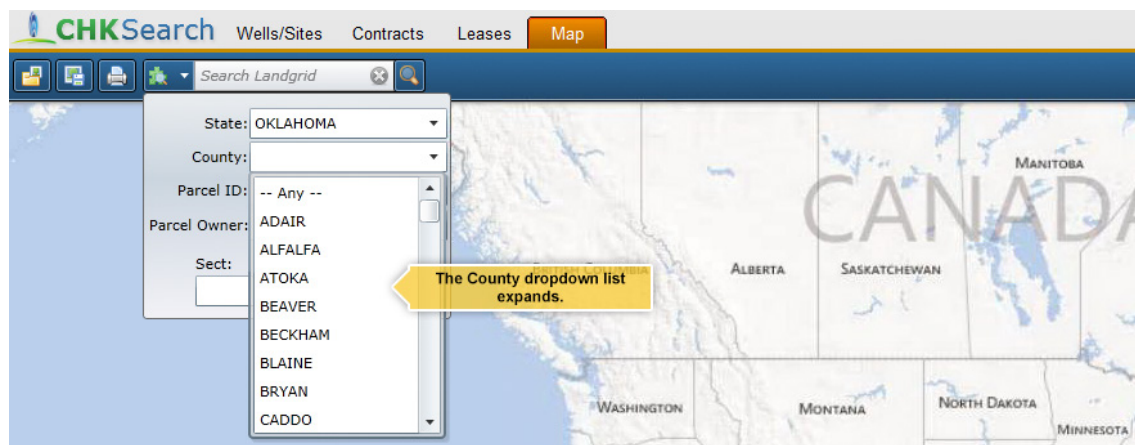 CHKSearch Wells/Sites Contracts Leases Map
Search Landgrid
State: OKLAHOMA
County:
Parcel ID:
Parcel Owner:
Sect:
-- Any --
ADAIR
ALFALFA
ATOKA
BEAVER
BECKHAM
BLAINE
BRYAN
CADDO
The County dropdown list
expands.
CANADA
MANITOBA
BRITISH COLUMBIA
ALBERTA
SASKATCHEWAN
WASHINGTON
MONTANA
NORTH DAKOTA
MINNESOTA